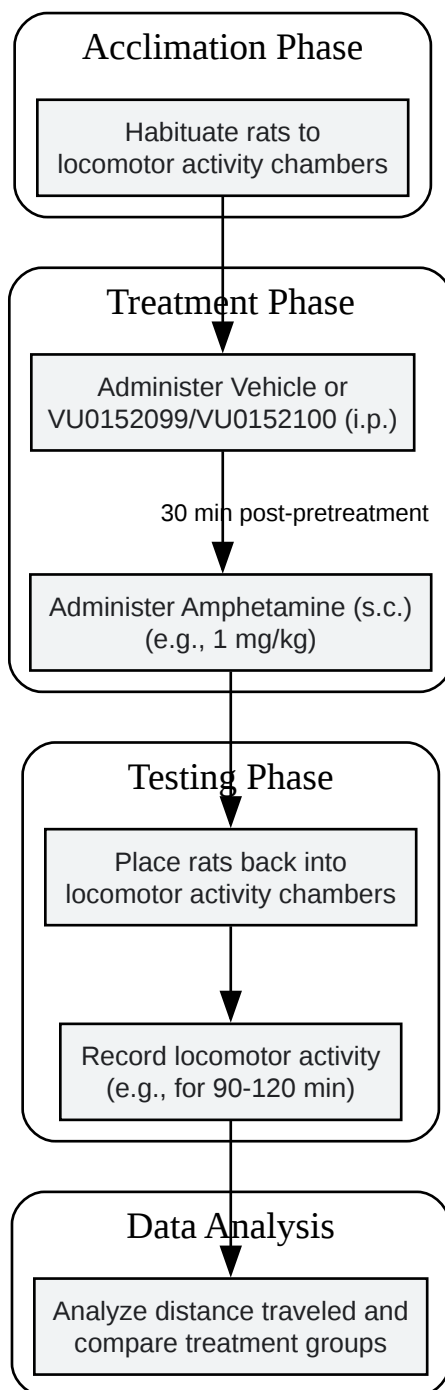 Acclimation Phase
Habituate rats to
locomotor activity chambers
Treatment Phase
Administer Vehicle or
VU0152099/VU0152100 (i.p.)
30 min post-pretreatment
Administer Amphetamine (s.c.)
(e.g., 1 mg/kg)
Testing Phase
Place rats back into
locomotor activity chambers
Record locomotor activity
(e.g., for 90-120 min)
Data Analysis
Analyze distance traveled and
compare treatment groups